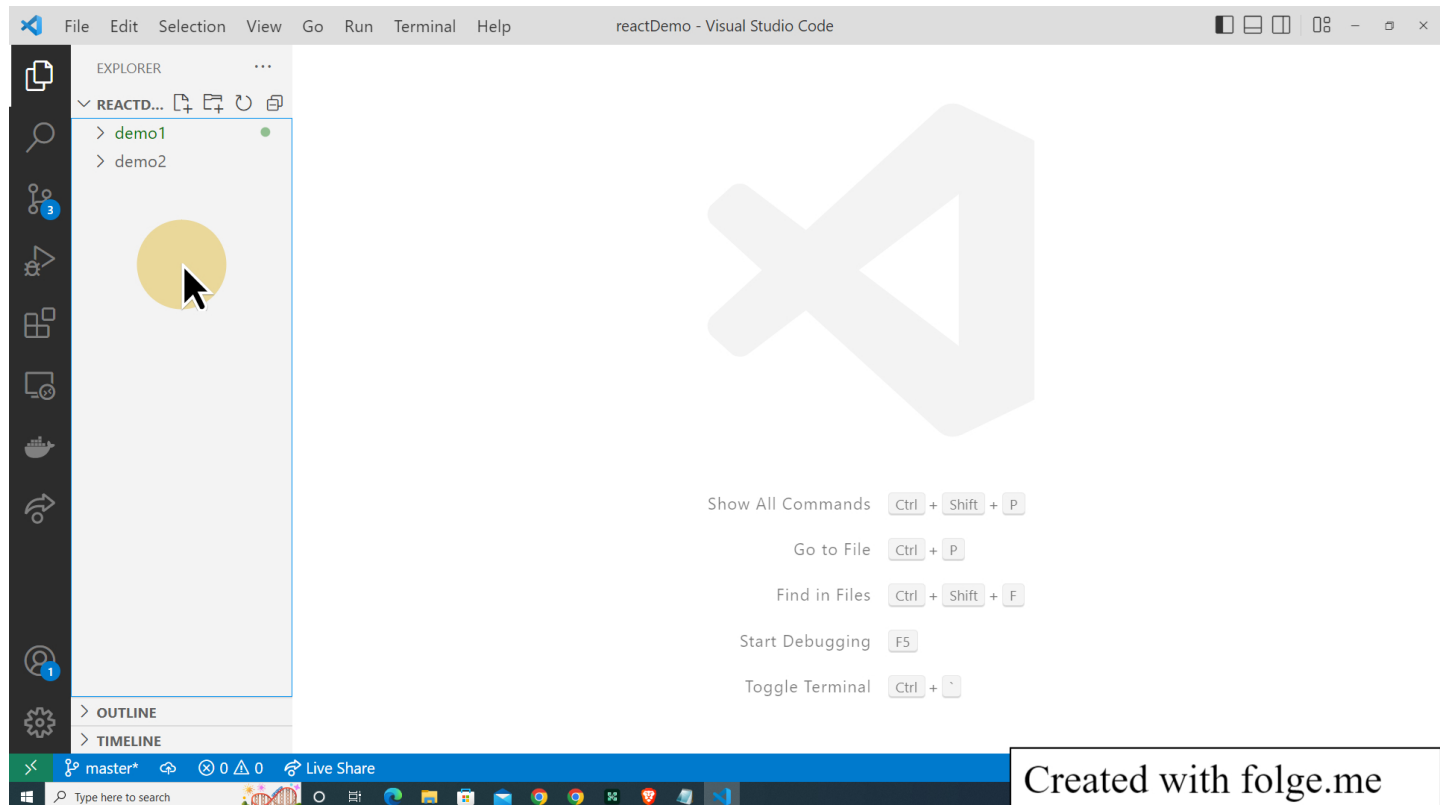 File Edit Selection View Go Run Terminal Help reactDemo - Visual Studio Code
EXPLORER ...
REACTD...
demo1
demo2
3
Show All Commands Ctrl + Shift + P
Go to File Ctrl + P
Find in Files Ctrl + Shift + F
Start Debugging F5
Toggle Terminal Ctrl + `
1
OUTLINE
TIMELINE
master* 0 0 Live Share
Type here to search
Created with folge.me